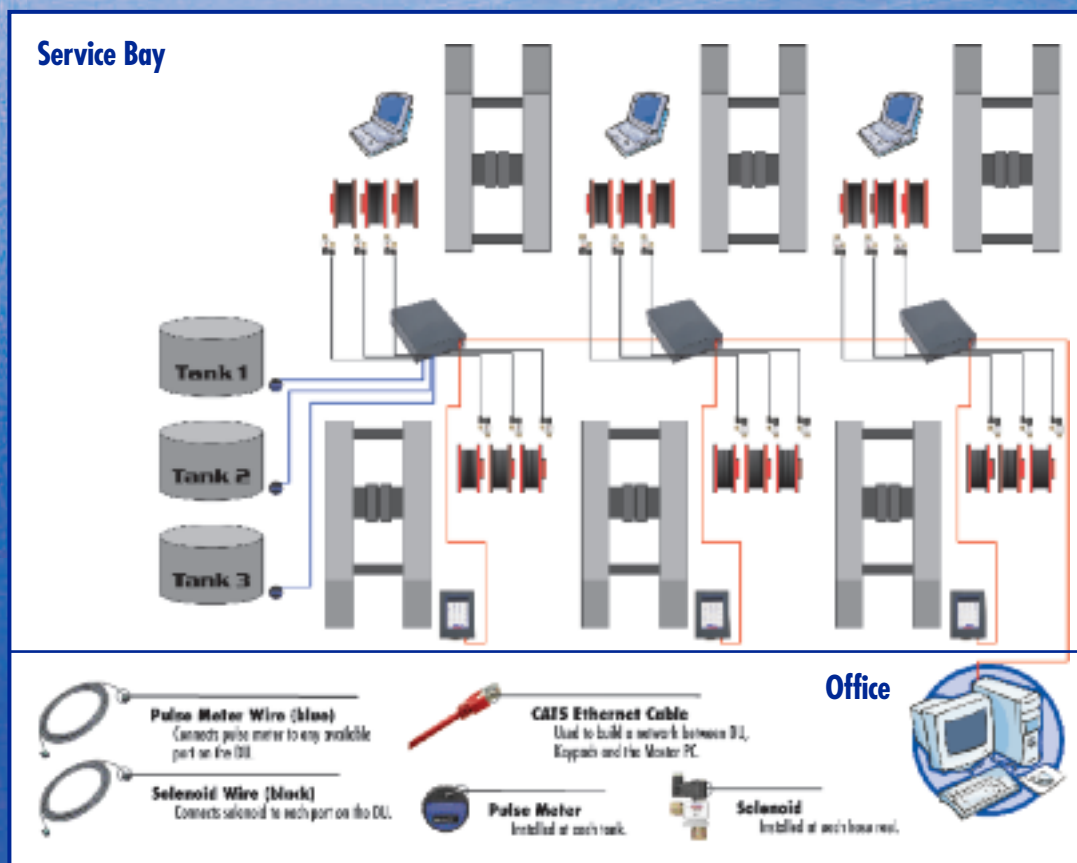 Service Bay
Tank 1
Tank 2
Tank 3
Office
Pulse Meter Wire (blue)
Connects pulse meter to any available
port on the DU.
Solenoid Wire (black)
Connects solenoid to each port on the DU.
CAT5 Ethernet Cable
Used to build a network between DU,
Keypads and the Master PC.
Pulse Meter
Installed at each tank.
Solenoid
Installed at each hose reel.